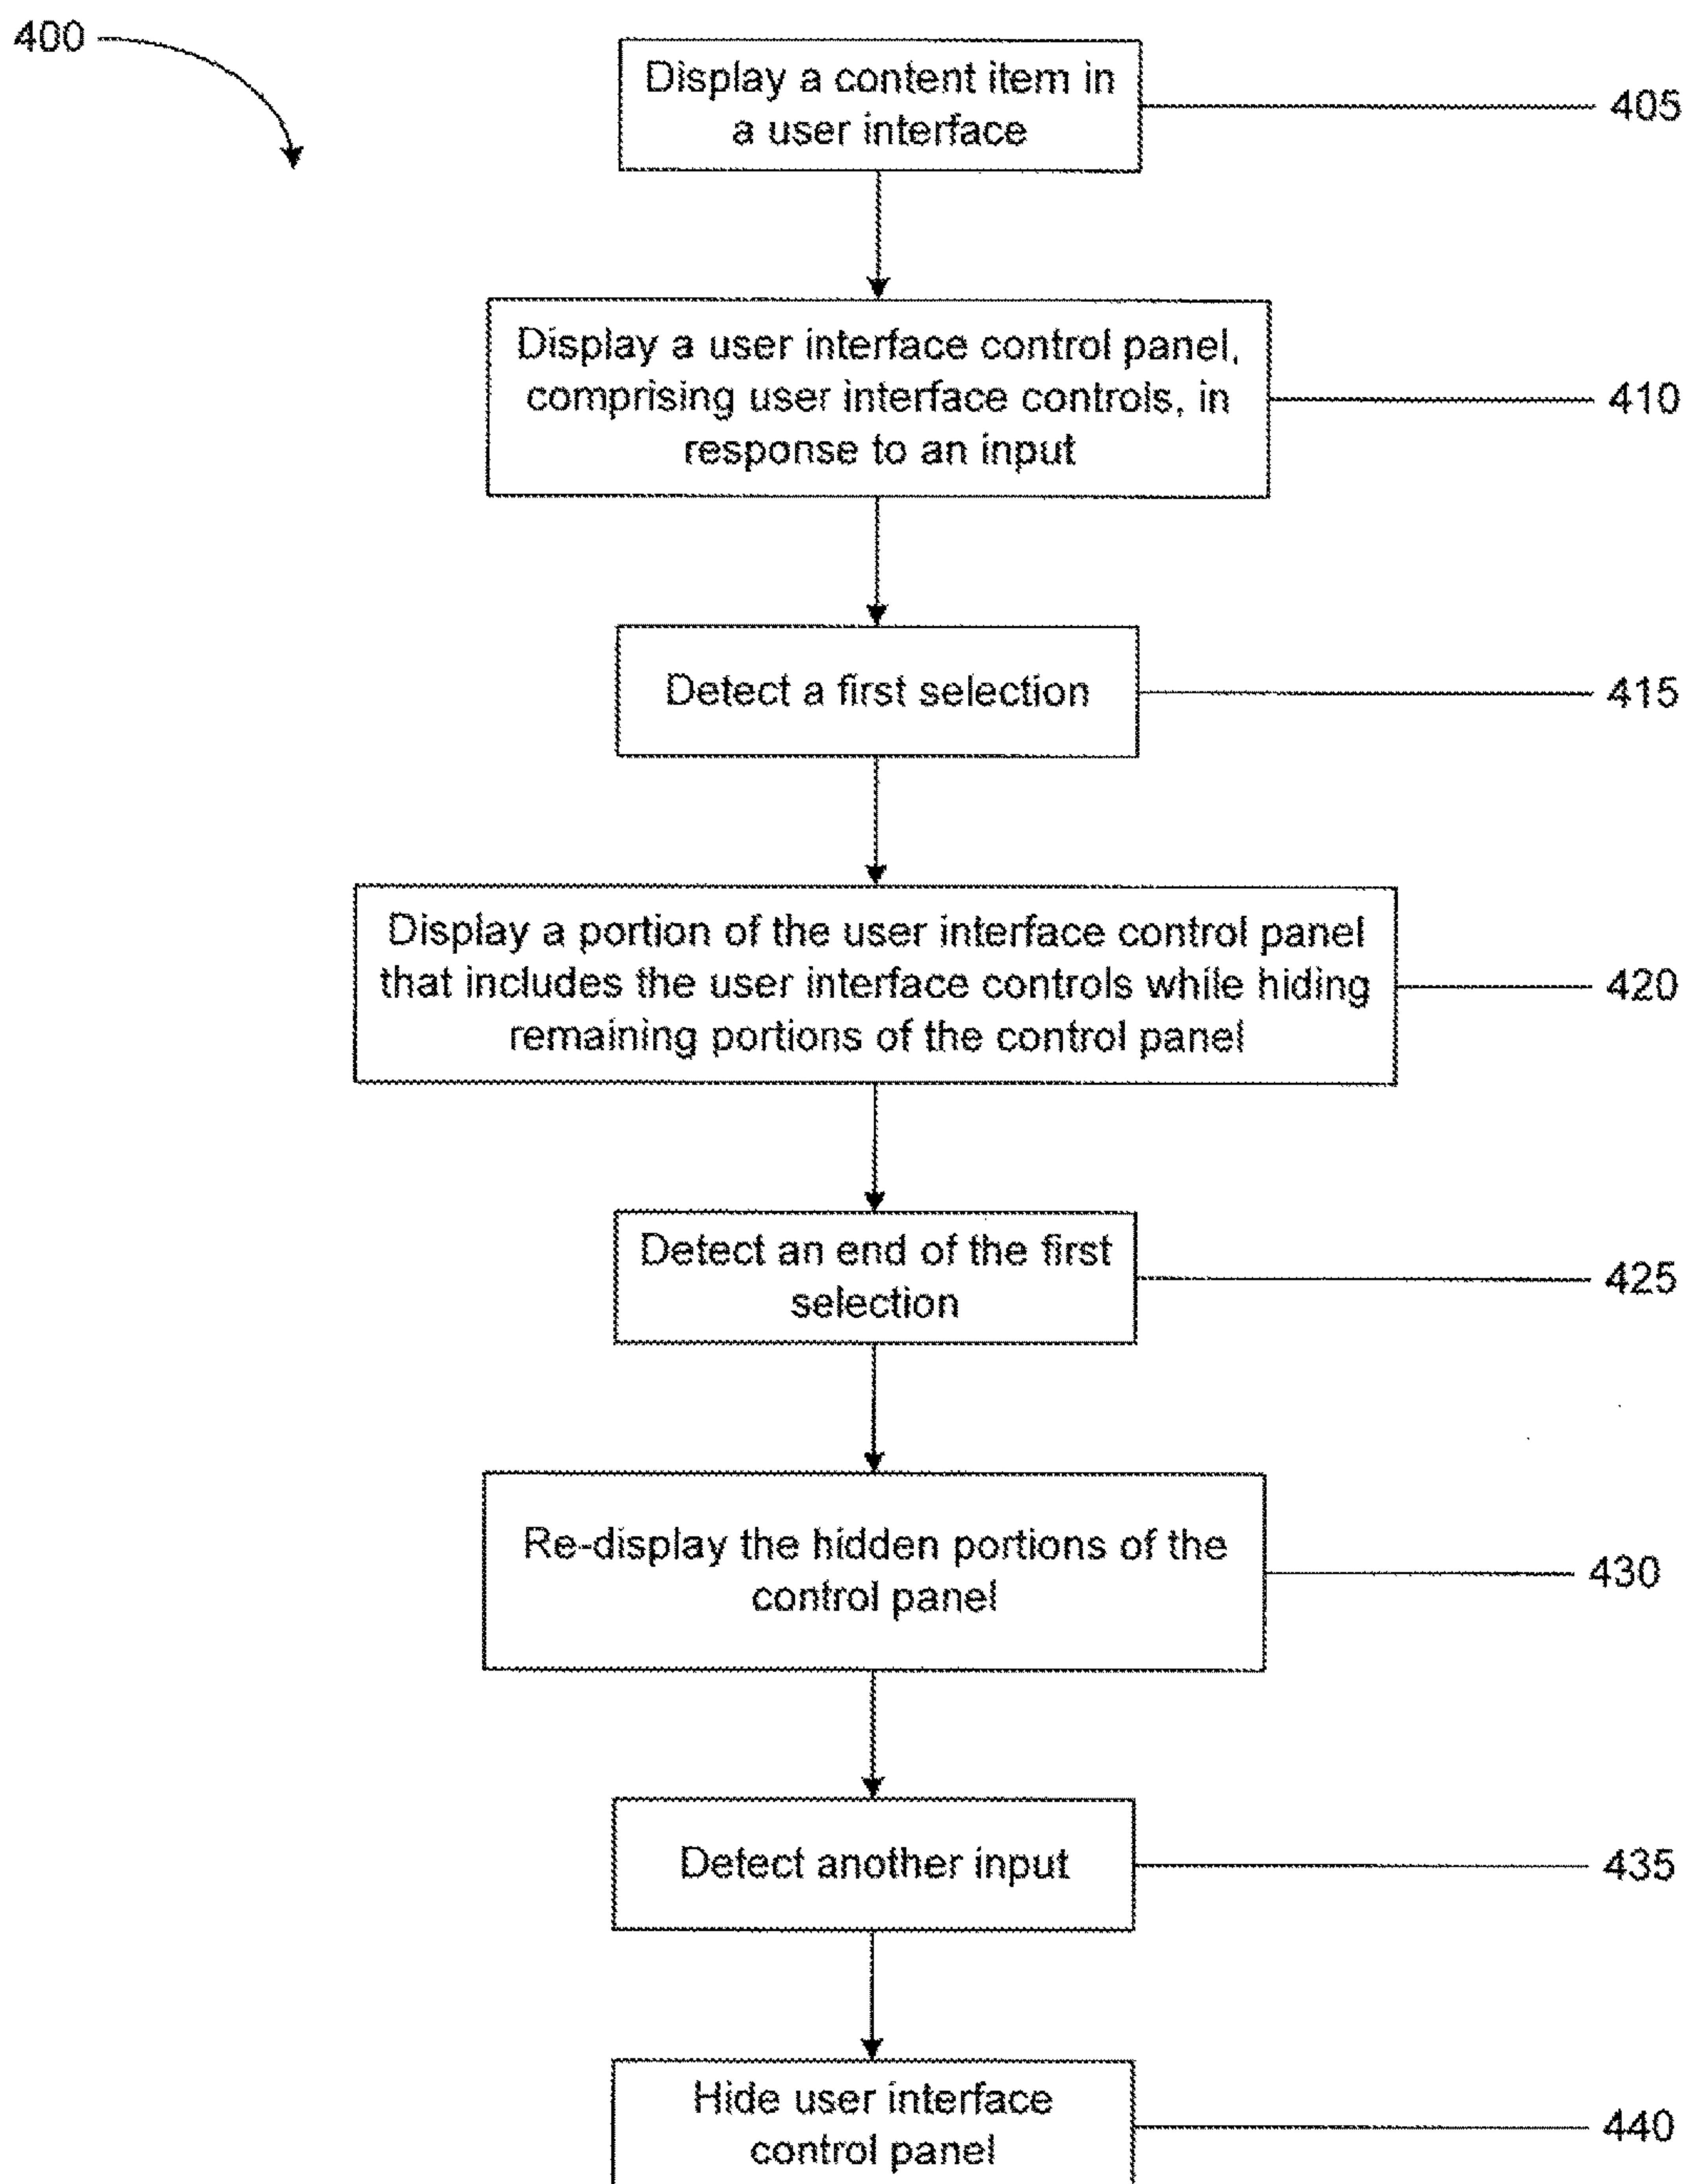 400
Display a content item in
a user interface
405
Display a user interface control panel,
comprising user interface controls, in
response to an input
410
Detect a first selection
415
Display a portion of the user interface control panel
that includes the user interface controls while hiding
remaining portions of the control panel
420
Detect an end of the first
selection
425
Re-display the hidden portions of the
control panel
430
Detect another input
435
Hide user interface
control panel
440